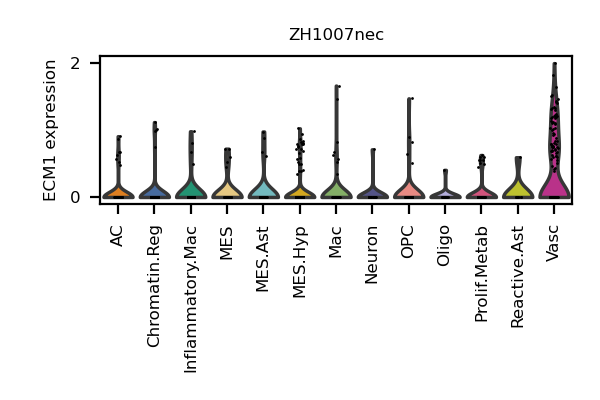 ZH1007nec
ECM1 expression
2
0
AC
Chromatin.Reg
Inflammatory.Mac
MES
MES.Ast
MES.Hyp
Mac
Neuron
OPC
Oligo
Prolif.Metab
Reactive.Ast
Vasc